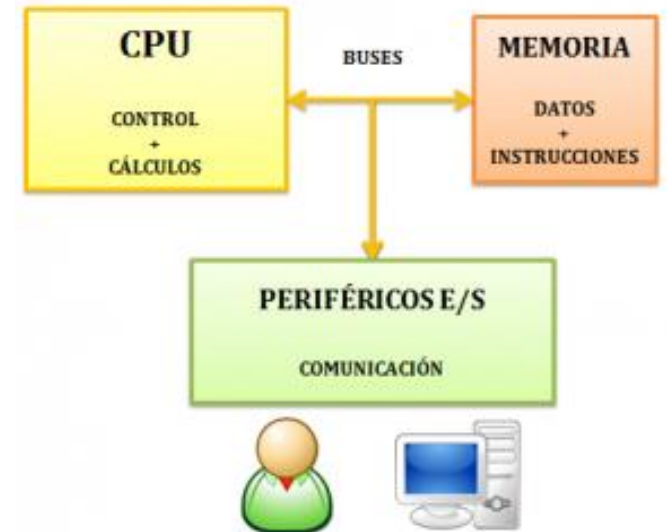 CPU
CONTROL
+
CÁLCULOS
BUSES
MEMORIA
DATOS
+
INSTRUCCIONES
PERIFÉRICOS E/S
COMUNICACIÓN